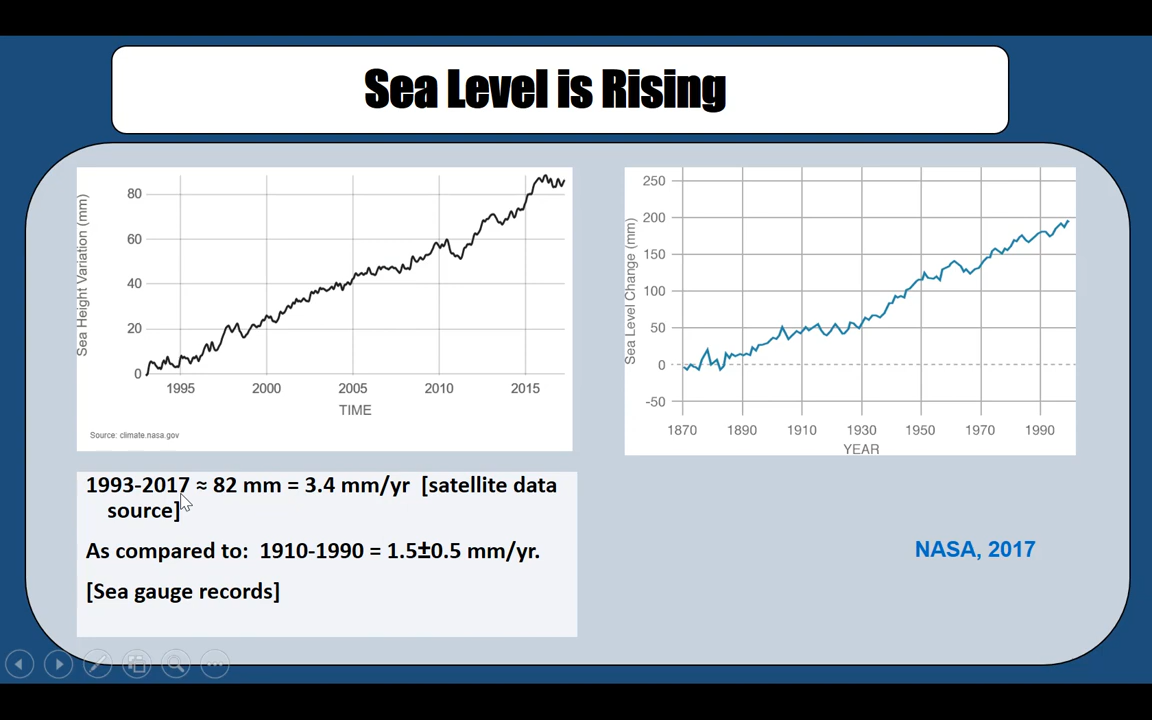 Sea Level is Rising
Sea Height Variation (mm)
80
60
40
20
0
1995 2000 2005 2010 2015
TIME
Source: climate.nasa.gov
Sea Level Change (mm)
250
200
150
100
50
0
-50
1870 1890 1910 1930 1950 1970 1990
YEAR
1993-2017 ≈ 82 mm = 3.4 mm/yr [satellite data
source]
As compared to: 1910-1990 = 1.5±0.5 mm/yr.
[Sea gauge records]
NASA, 2017